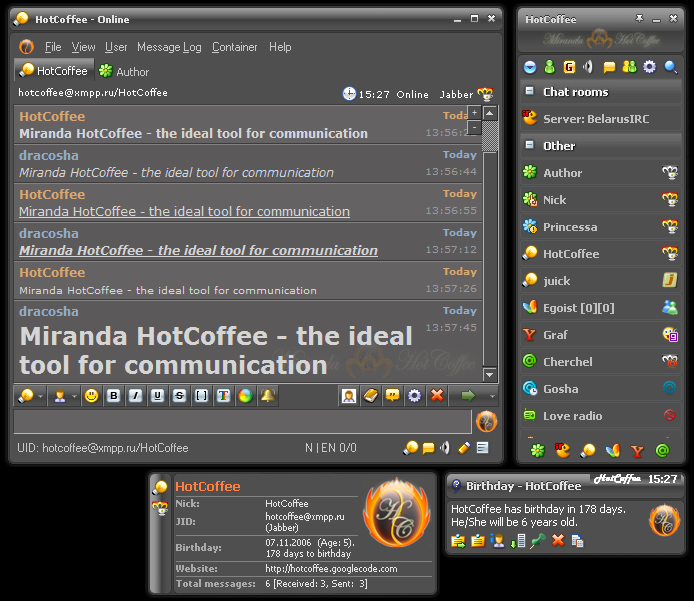 HotCoffee - Online
File View User Message Log Container Help
HotCoffee Author
hotcoffee@xmpp.ru/HotCoffee 15:27 Online Jabber
HotCoffee Today
Miranda HotCoffee - the ideal tool for communication
dracosha Today
Miranda HotCoffee - the ideal tool for communication 13:56:44
HotCoffee Today
Miranda HotCoffee - the ideal tool for communication 13:56:55
dracosha Today
Miranda HotCoffee - the ideal tool for communication 13:57:12
HotCoffee Today
Miranda HotCoffee - the ideal tool for communication 13:57:26
dracosha Today
Miranda HotCoffee - the ideal 13:57:45
tool for communication
Miranda HotCoffee
UID: hotcoffee@xmpp.ru/HotCoffee N | EN 0/0
HotCoffee
Miranda HotCoffee
Chat rooms
Server: BelarusIRC
Other
Author
Nick
Princessa
HotCoffee
juick
Egoist [0][0]
Graf
Cherchel
Gosha
Love radio
HotCoffee
Nick: HotCoffee
JID: hotcoffee@xmpp.ru
(Jabber)
Birthday: 07.11.2006 (Age: 5).
178 days to birthday
Website: http://hotcoffee.googlecode.com
Total messages: 6 [Received: 3, Sent: 3]
HC
Birthday - HotCoffee HotCoffee 15:27
HotCoffee has birthday in 178 days.
He/She will be 6 years old.